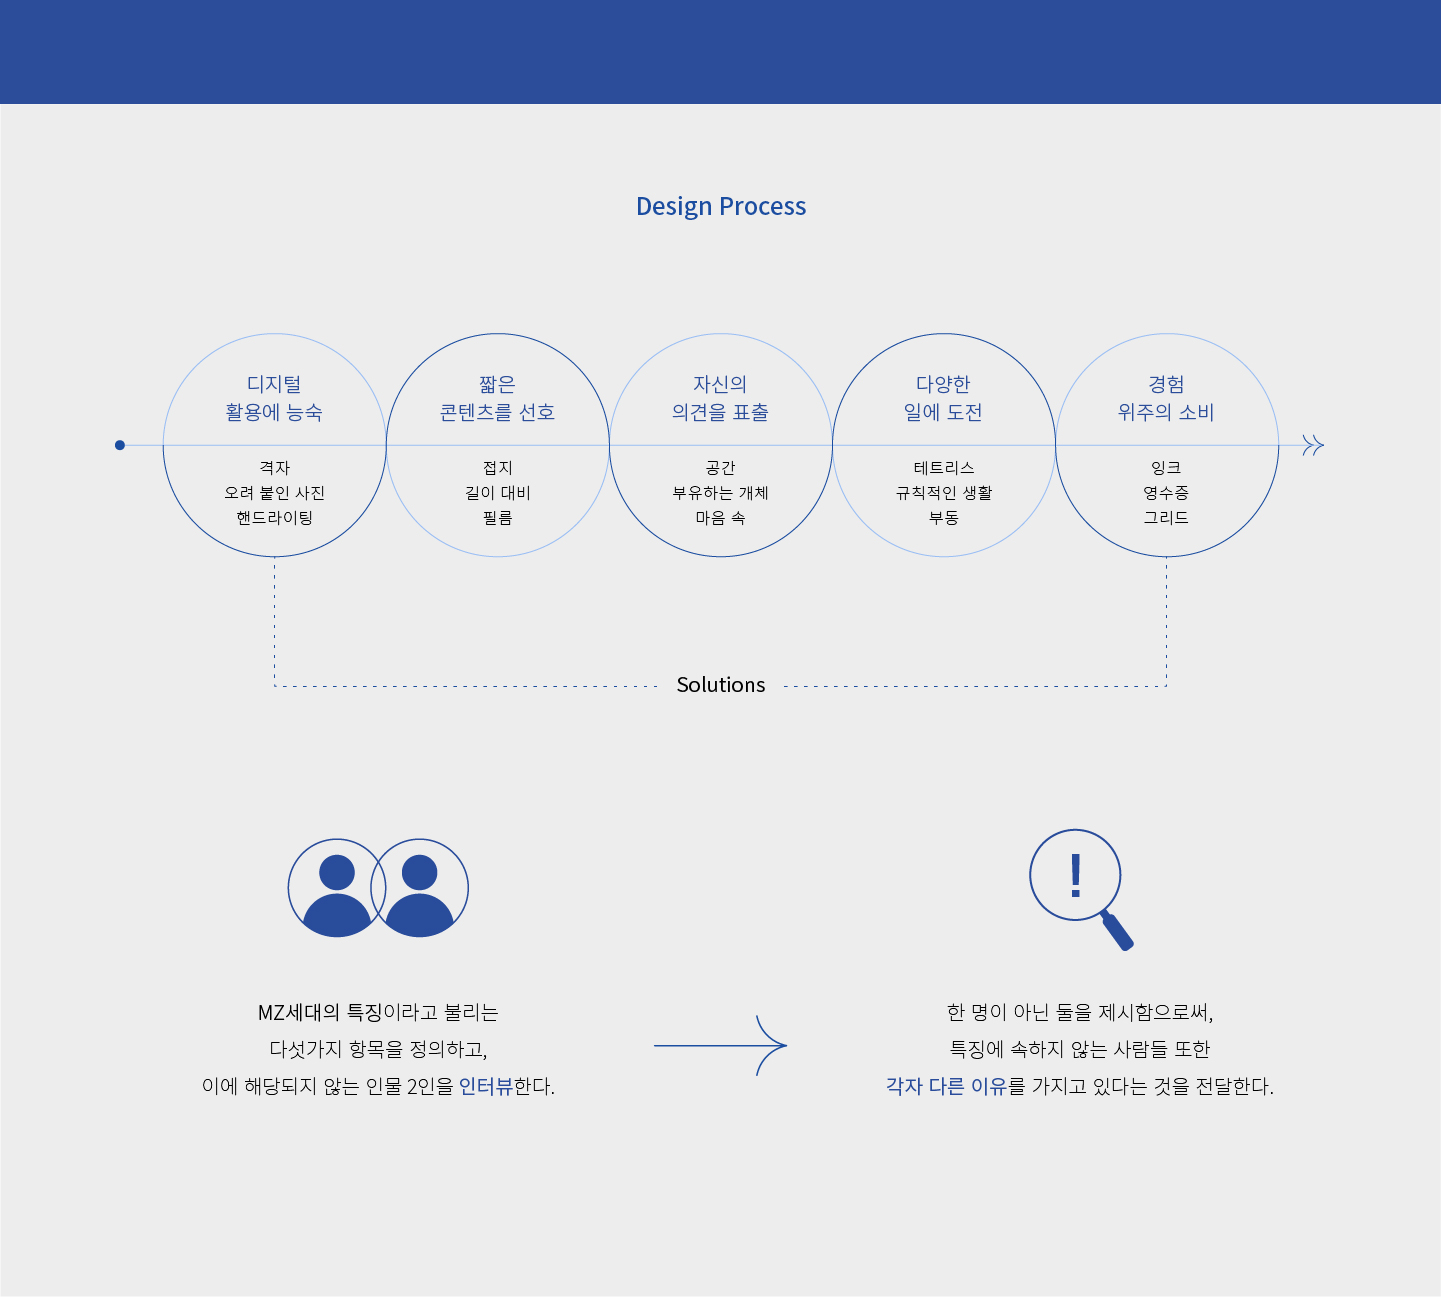 Design Process
디지털
활용에 능숙
격자
오려 붙인 사진
핸드라이팅
짧은
콘텐츠를 선호
접지
길이 대비
필름
자신의
의견을 표출
공간
부유하는 개체
마음 속
다양한
일에 도전
테트리스
규칙적인 생활
부동
경험
위주의 소비
잉크
영수증
그리드
Solutions
MZ세대의 특징이라고 불리는
다섯가지 항목을 정의하고,
이에 해당되지 않는 인물 2인을 인터뷰한다.
!
한 명이 아닌 둘을 제시함으로써,
특징에 속하지 않는 사람들 또한
각자 다른 이유를 가지고 있다는 것을 전달한다.